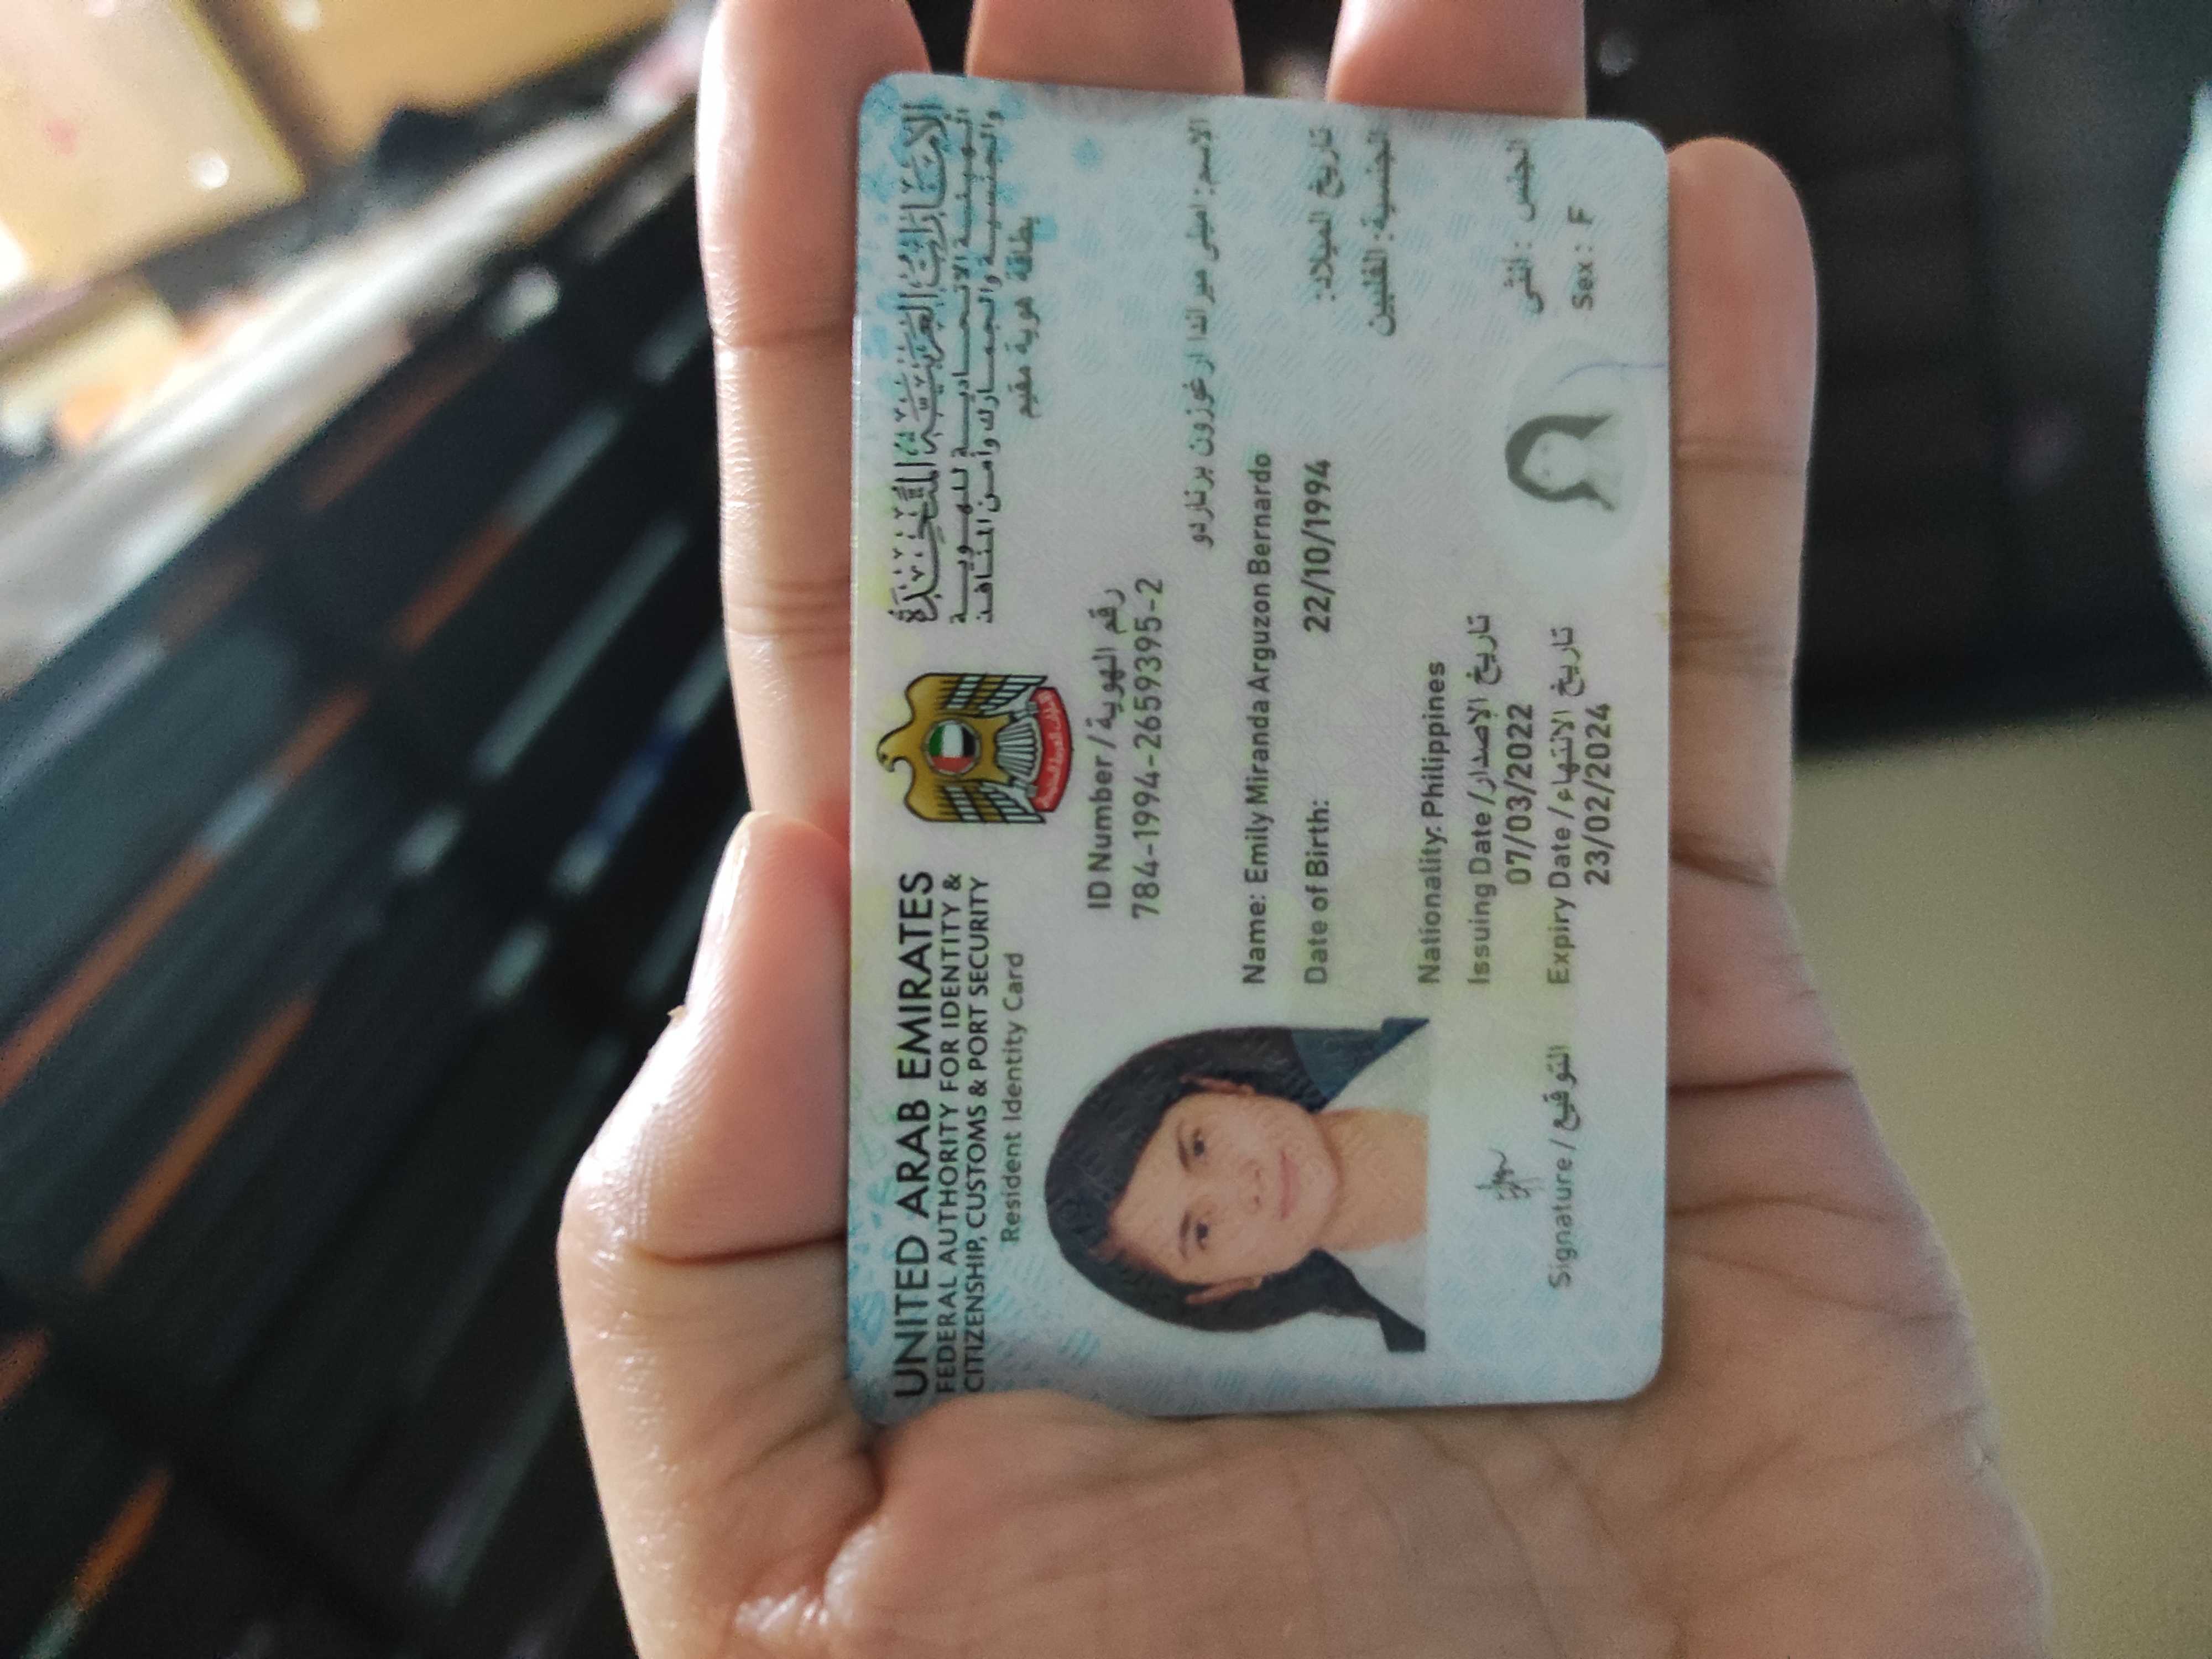 UNITED ARAB EMIRATES
FEDERAL AUTHORITY FOR IDENTITY &
CITIZENSHIP, CUSTOMS & PORT SECURITY
Resident Identity Card
الإمارات العربية المتحدة
الهيئة الاتحادية للهوية
والجنسية والجمارك وأمن المنافذ
بطاقة هوية مقيم
ID Number / رقم الهوية
784-1994-2659395-2
الاسم: اميلى ميراندا ارغوزون برناردو
Name: Emily Miranda Arguzon Bernardo
Date of Birth: 22/10/1994 تاريخ الميلاد:
الجنسية: الفلبين
Nationality: Philippines
Issuing Date / تاريخ الإصدار
07/03/2022
Expiry Date / تاريخ الانتهاء
23/02/2024
الجنس : أنثى
Sex: F
Signature / التوقيع